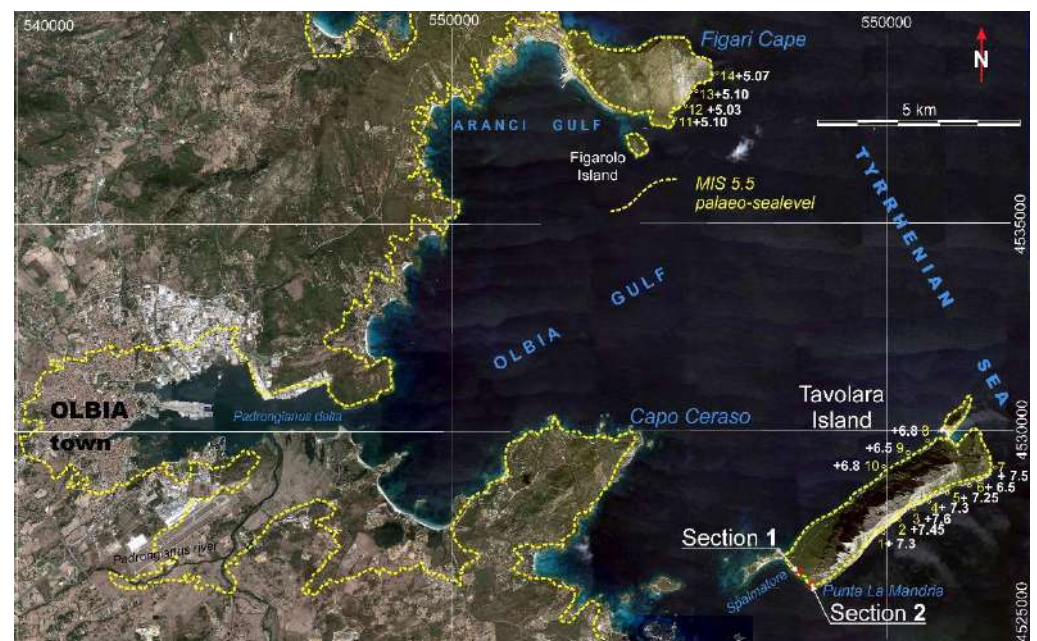 540000
550000
550000
Figari Cape
N
14+5.07
13+5.10
5 km
12 +5.03
11+5.10
ARANCI GULF
Figarolo
Island
TYRRHENIAN
SEA
MIS 5.5
palaeo-sealevel
4535000
GULF
OLBIA
OLBIA
town
Padrongianus delta
Capo Ceraso
Tavolara
Island
4530000
+6.8 8
+6.5 9
+6.8 10
7
+ 7.5
6+ 6.5
5+ 7.25
4+ 7.3
3+7.6
2 +7.45
1+ 7.3
Padrongianus river
Section 1
Spalmatore
Punta La Mandria
Section 2
4525000